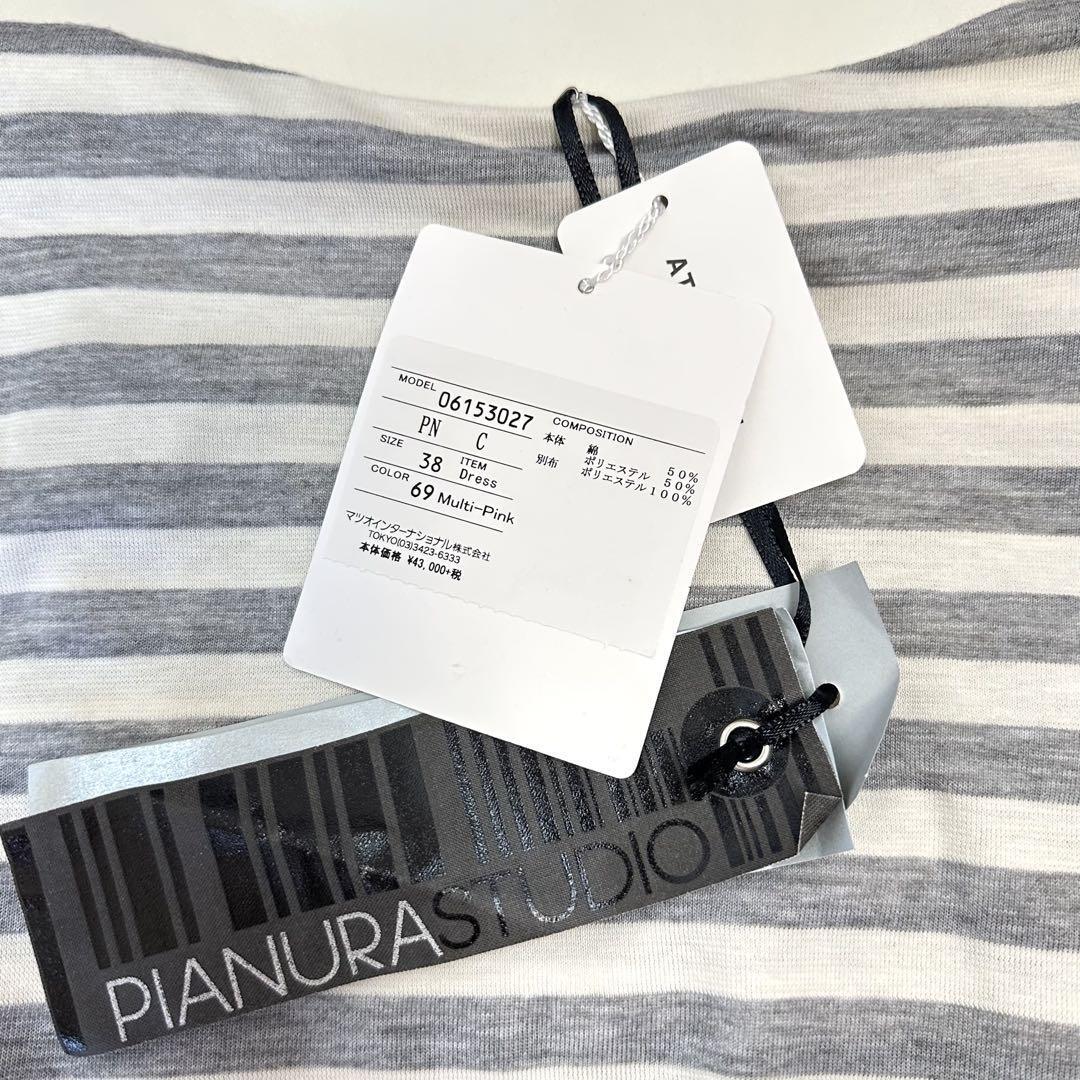 AT
MODEL 06153027
PN C
SIZE 38 ITEM Dress
COLOR 69 Multi-Pink
マツオインターナショナル株式会社
TOKYO(03)3423-6333
本体価格 ¥43,000+税
COMPOSITION
本体 綿 50%
ポリエステル 50%
別布 ポリエステル100%
PIANURASTUDIO